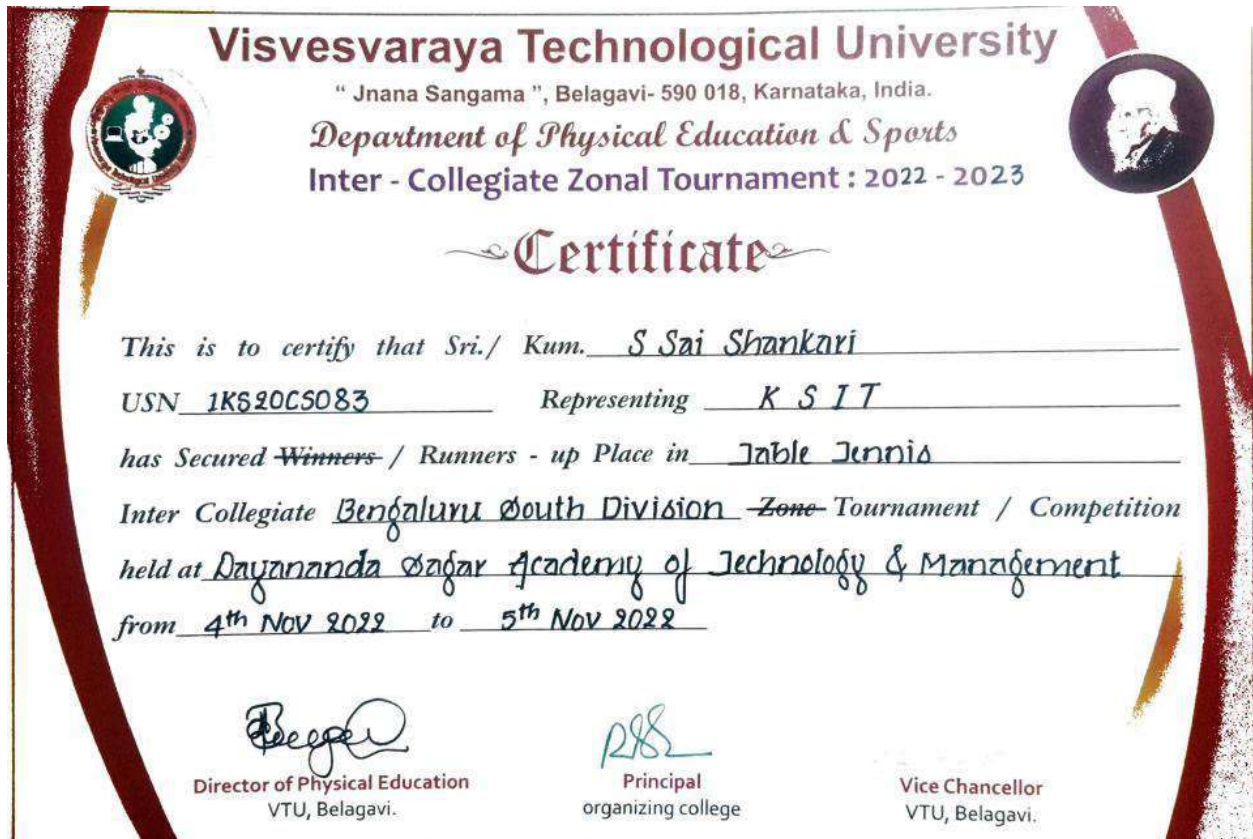 Visvesvaraya Technological University
“ Jnana Sangama ”, Belagavi- 590 018, Karnataka, India.
Department of Physical Education & Sports
Inter - Collegiate Zonal Tournament : 2022 - 2023
Certificate
This is to certify that Sri./ Kum. S Sai Shankari
USN 1KS20CS083 Representing K S I T
has Secured Winners / Runners - up Place in Table Tennis
Inter Collegiate Bengaluru South Division Zone Tournament / Competition
held at Dayananda Sagar Academy of Technology & Management
from 4th Nov 2022 to 5th Nov 2022
Director of Physical Education
VTU, Belagavi.
Principal
organizing college
Vice Chancellor
VTU, Belagavi.